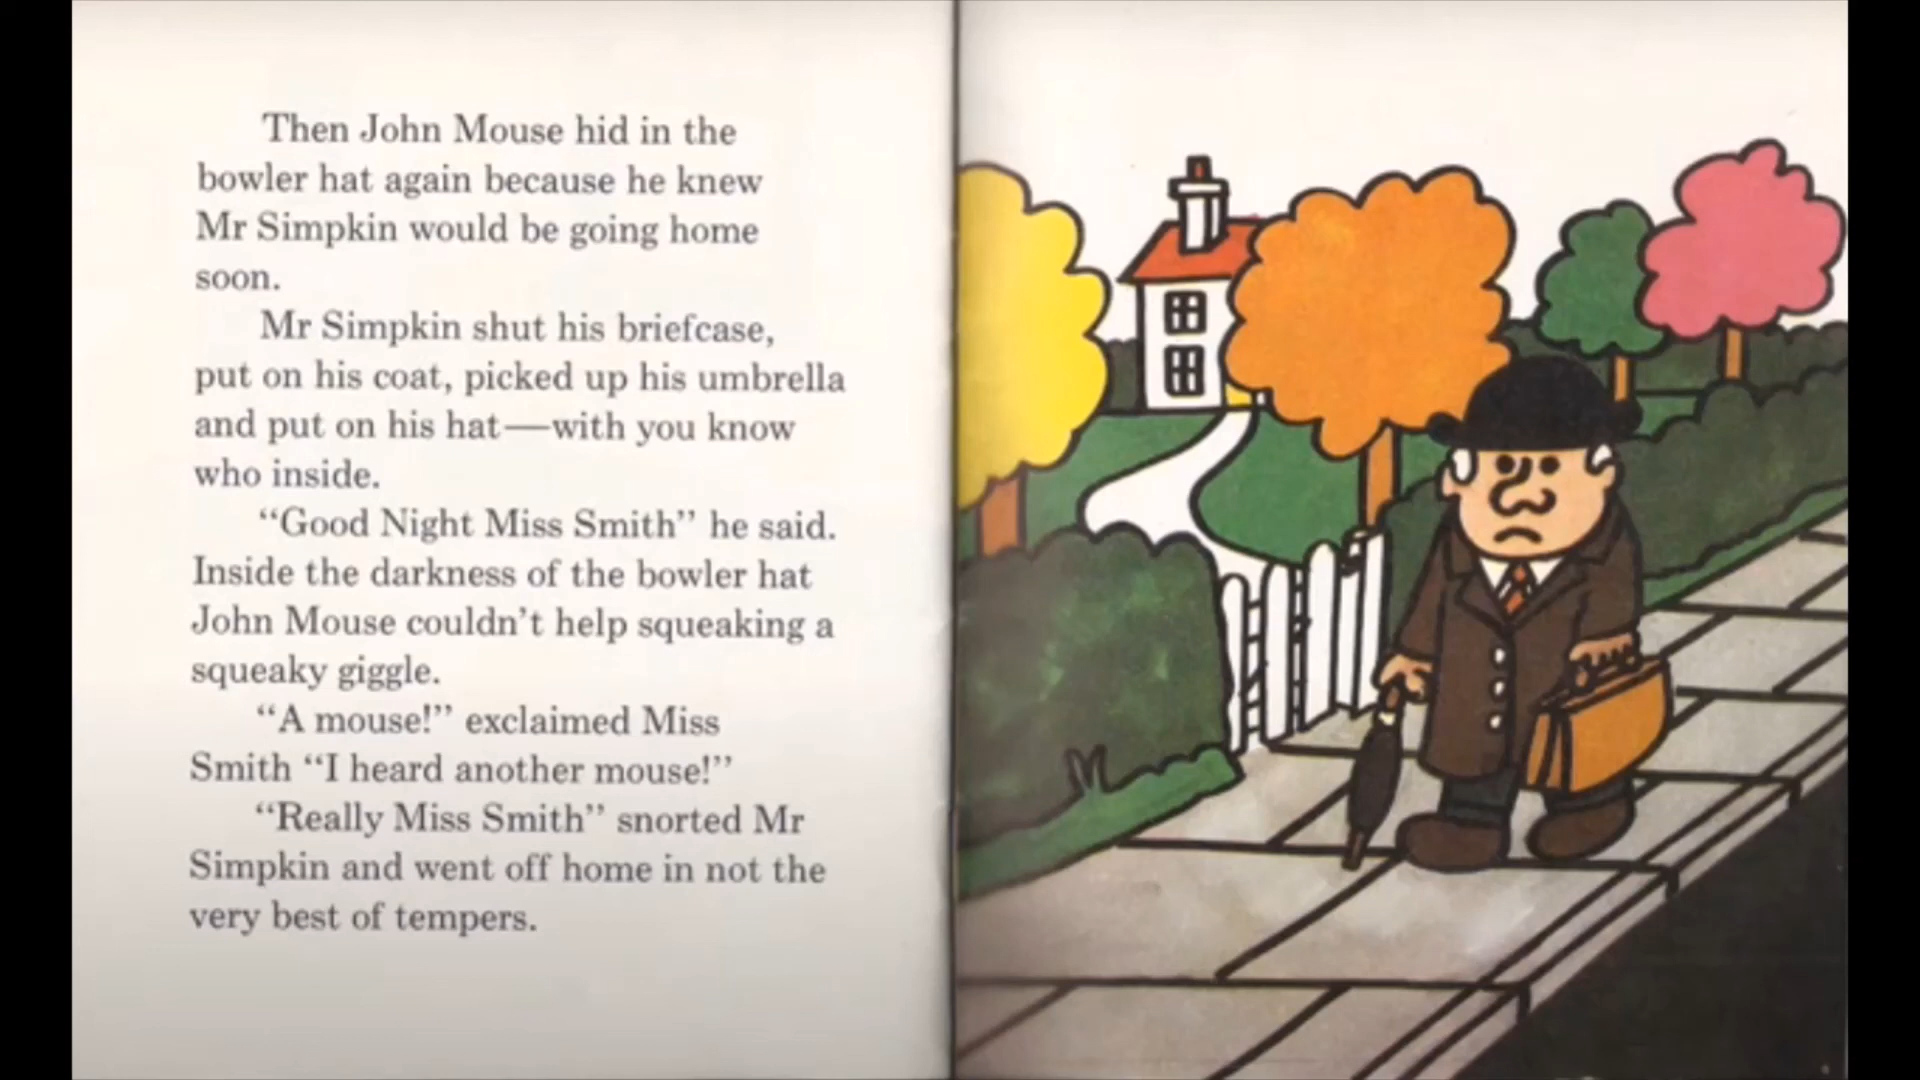 Then John Mouse hid in the
bowler hat again because he knew
Mr Simpkin would be going home
soon.
Mr Simpkin shut his briefcase,
put on his coat, picked up his umbrella
and put on his hat—with you know
who inside.
“Good Night Miss Smith” he said.
Inside the darkness of the bowler hat
John Mouse couldn’t help squeaking a
squeaky giggle.
“A mouse!” exclaimed Miss
Smith “I heard another mouse!”
“Really Miss Smith” snorted Mr
Simpkin and went off home in not the
very best of tempers.